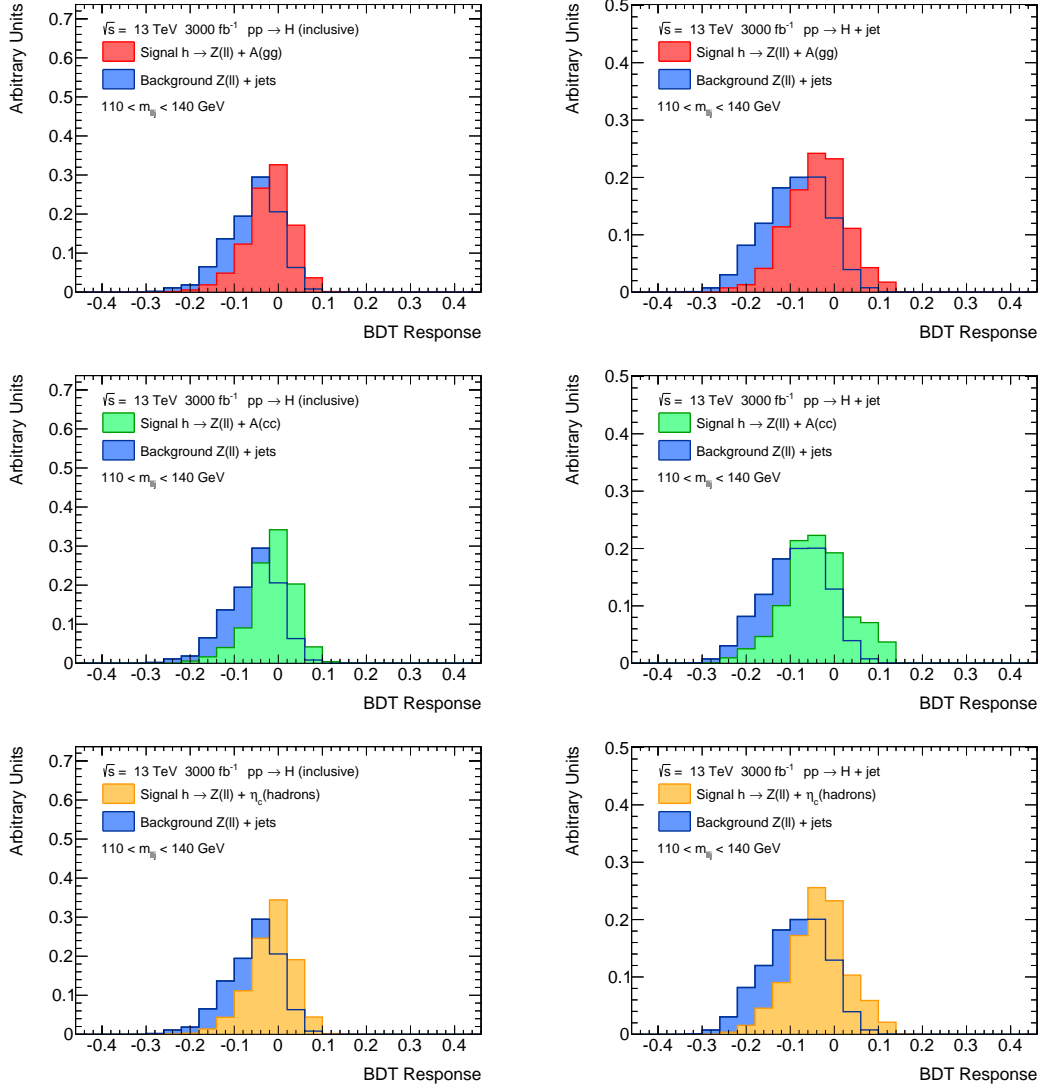 Arbitrary Units
0.7
0.6
0.5
0.4
0.3
0.2
0.1
0
√s = 13 TeV 3000 fb⁻¹ pp → H (inclusive)
Signal h → Z(ll) + A(gg)
Background Z(ll) + jets
110 < m_llj < 140 GeV
-0.4 -0.3 -0.2 -0.1 0 0.1 0.2 0.3 0.4
BDT Response
Arbitrary Units
0.5
0.4
0.3
0.2
0.1
0
√s = 13 TeV 3000 fb⁻¹ pp → H + jet
Signal h → Z(ll) + A(gg)
Background Z(ll) + jets
110 < m_llj < 140 GeV
-0.4 -0.3 -0.2 -0.1 0 0.1 0.2 0.3 0.4
BDT Response
Arbitrary Units
0.7
0.6
0.5
0.4
0.3
0.2
0.1
0
√s = 13 TeV 3000 fb⁻¹ pp → H (inclusive)
Signal h → Z(ll) + A(cc)
Background Z(ll) + jets
110 < m_llj < 140 GeV
-0.4 -0.3 -0.2 -0.1 0 0.1 0.2 0.3 0.4
BDT Response
Arbitrary Units
0.5
0.4
0.3
0.2
0.1
0
√s = 13 TeV 3000 fb⁻¹ pp → H + jet
Signal h → Z(ll) + A(cc)
Background Z(ll) + jets
110 < m_llj < 140 GeV
-0.4 -0.3 -0.2 -0.1 0 0.1 0.2 0.3 0.4
BDT Response
Arbitrary Units
0.7
0.6
0.5
0.4
0.3
0.2
0.1
0
√s = 13 TeV 3000 fb⁻¹ pp → H (inclusive)
Signal h → Z(ll) + η_c(hadrons)
Background Z(ll) + jets
110 < m_llj < 140 GeV
-0.4 -0.3 -0.2 -0.1 0 0.1 0.2 0.3 0.4
BDT Response
Arbitrary Units
0.5
0.4
0.3
0.2
0.1
0
√s = 13 TeV 3000 fb⁻¹ pp → H + jet
Signal h → Z(ll) + η_c(hadrons)
Background Z(ll) + jets
110 < m_llj < 140 GeV
-0.4 -0.3 -0.2 -0.1 0 0.1 0.2 0.3 0.4
BDT Response